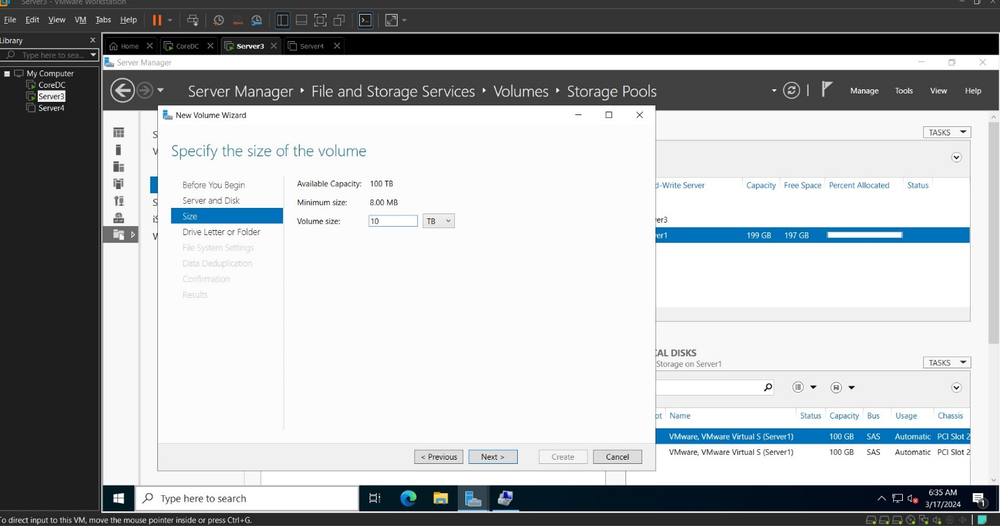 Server3 - VMware Workstation
File Edit View VM Tabs Help
Library X
Type here to sea...
My Computer
CoreDC
Server3
Server4
Home CoreDC Server3 Server4
Server Manager
Server Manager File and Storage Services Volumes Storage Pools
Manage Tools View Help
New Volume Wizard
Specify the size of the volume
Before You Begin
Server and Disk
Size
Drive Letter or Folder
File System Settings
Data Deduplication
Confirmation
Results
Available Capacity: 100 TB
Minimum size: 8.00 MB
Volume size: 10 TB
< Previous Next > Create Cancel
TASKS
d-Write Server Capacity Free Space Percent Allocated Status
er3
er1 199 GB 197 GB
CAL DISKS
Storage on Server1
TASKS
ot Name Status Capacity Bus Usage Chassis
VMware, VMware Virtual S (Server1) 100 GB SAS Automatic PCI Slot 2
VMware, VMware Virtual S (Server1) 100 GB SAS Automatic PCI Slot 2
Type here to search
6:35 AM
3/17/2024
1
To direct input to this VM, move the mouse pointer inside or press Ctrl+G.